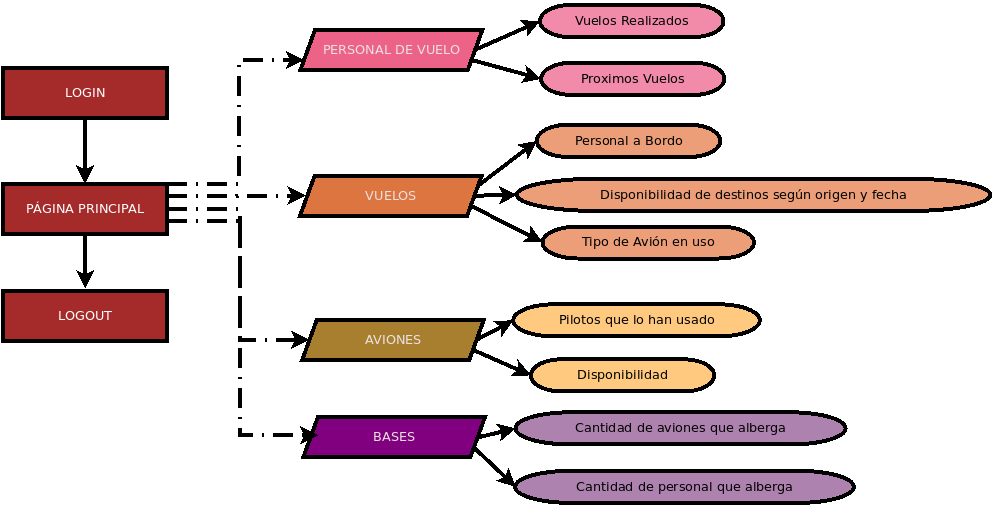 LOGIN
PÁGINA PRINCIPAL
LOGOUT
PERSONAL DE VUELO
Vuelos Realizados
Proximos Vuelos
VUELOS
Personal a Bordo
Disponibilidad de destinos según origen y fecha
Tipo de Avión en uso
AVIONES
Pilotos que lo han usado
Disponibilidad
BASES
Cantidad de aviones que alberga
Cantidad de personal que alberga